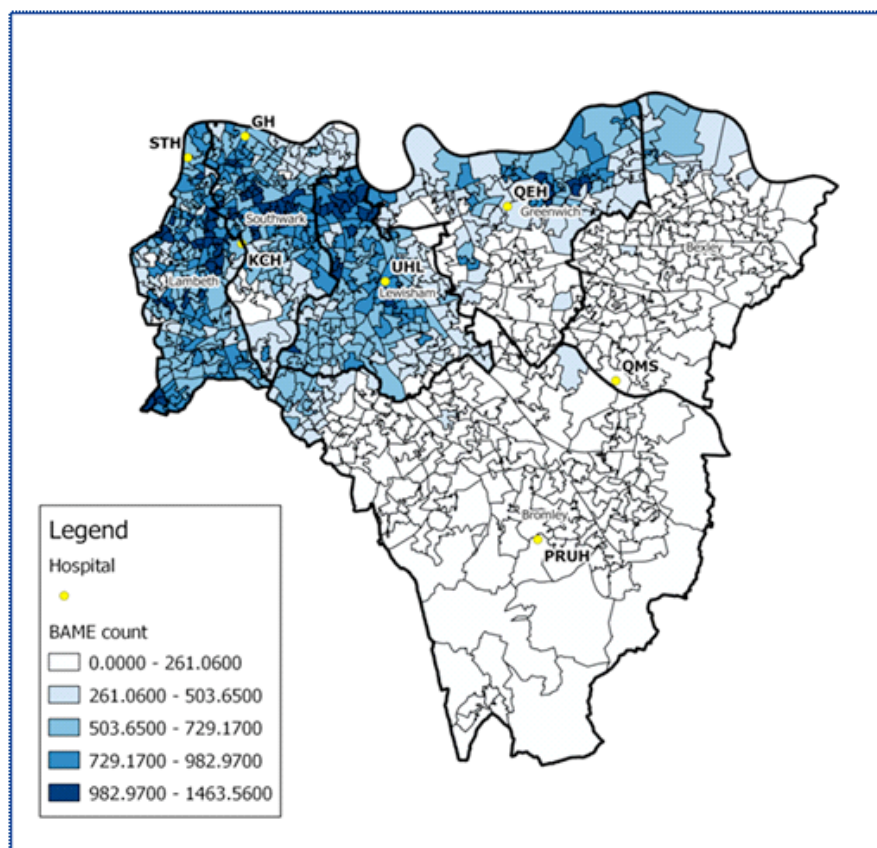 GH
STH
QEH
Greenwich
Southwark
Bexley
KCH
UHL
Lambeth
Lewisham
QMS
Bromley
PRUH
Legend
Hospital
BAME count
0.0000 - 261.0600
261.0600 - 503.6500
503.6500 - 729.1700
729.1700 - 982.9700
982.9700 - 1463.5600